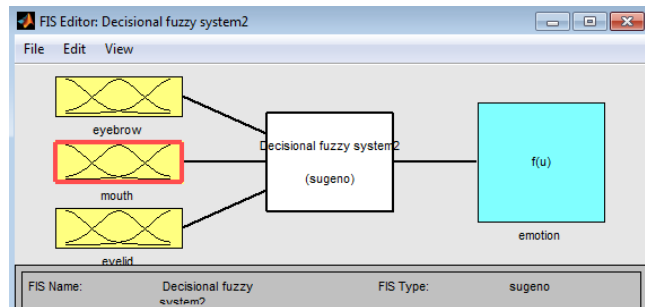 FIS Editor: Decisional fuzzy system2
File Edit View
eyebrow
mouth
eyelid
Decisional fuzzy system2
(sugeno)
f(u)
emotion
FIS Name: Decisional fuzzy system2 FIS Type: sugeno